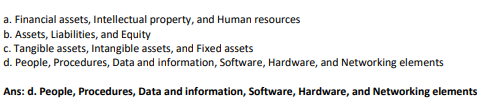 a. Financial assets, Intellectual property, and Human resources
b. Assets, Liabilities, and Equity
c. Tangible assets, Intangible assets, and Fixed assets
d. People, Procedures, Data and information, Software, Hardware, and Networking elements
Ans: d. People, Procedures, Data and information, Software, Hardware, and Networking elements